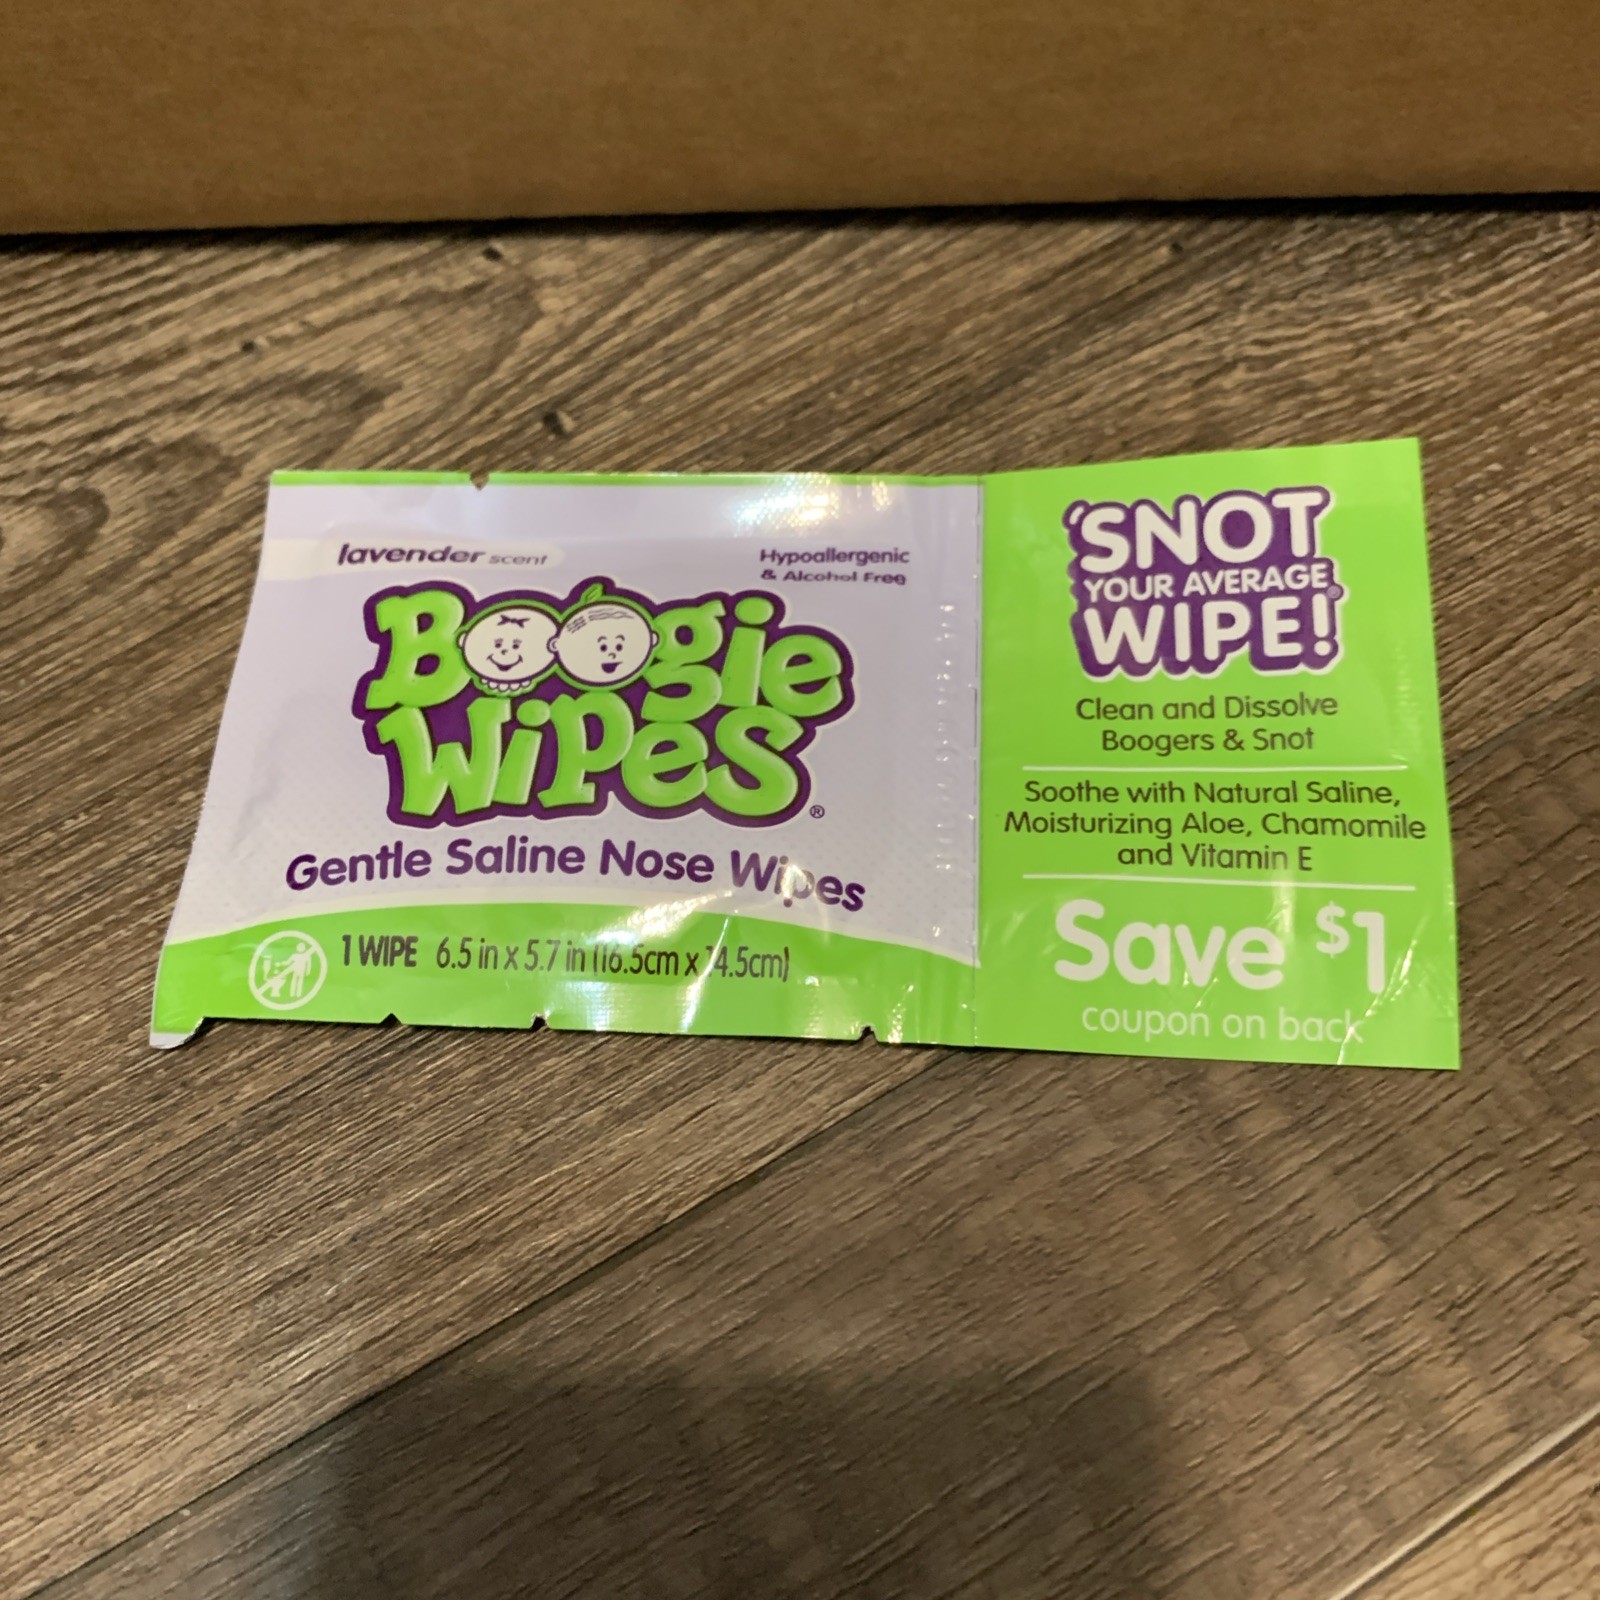 lavender scent
Hypoallergenic
& Alcohol Free
Boogie
Wipes®
Gentle Saline Nose Wipes
1 WIPE 6.5 in x 5.7 in (16.5cm x 14.5cm)
'SNOT
YOUR AVERAGE
WIPE!®
Clean and Dissolve
Boogers & Snot
Soothe with Natural Saline,
Moisturizing Aloe, Chamomile
and Vitamin E
Save $1
coupon on back